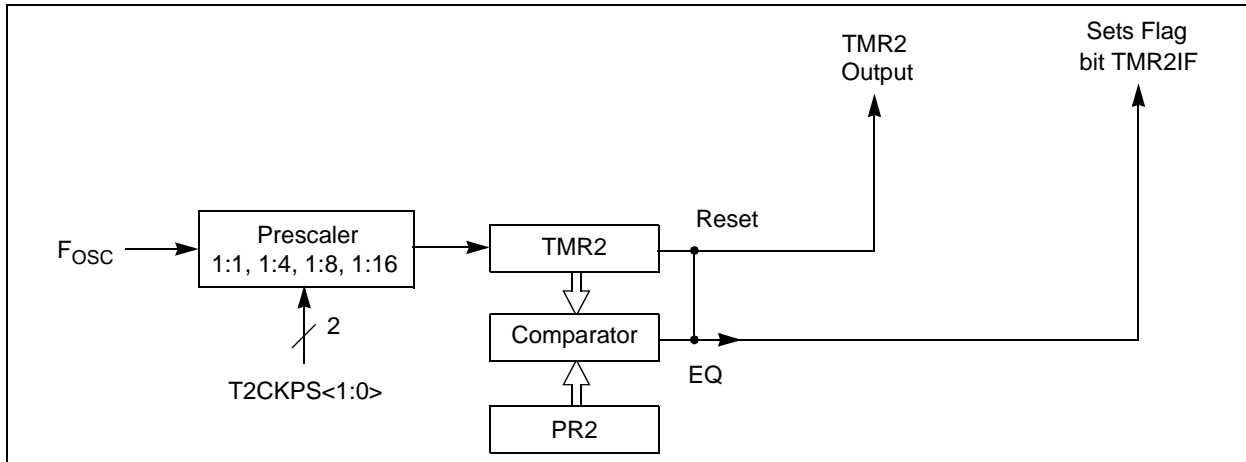 TMR2
Output
Sets Flag
bit TMR2IF
Reset
FOSC
Prescaler
1:1, 1:4, 1:8, 1:16
TMR2
2
Comparator
EQ
T2CKPS<1:0>
PR2